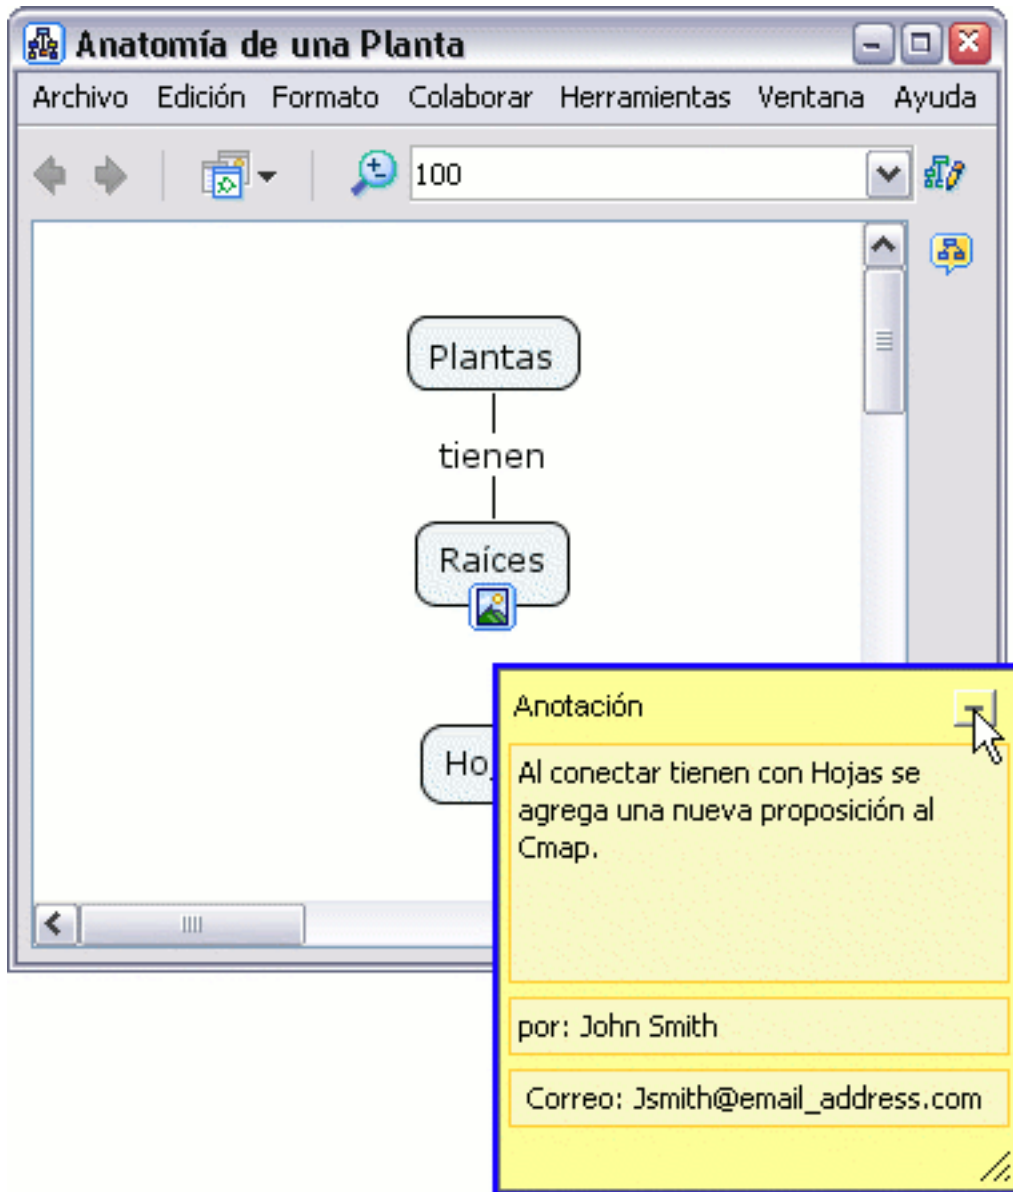 Anatomía de una Planta
Archivo Edición Formato Colaborar Herramientas Ventana Ayuda
100
Plantas
tienen
Raíces
Anotación
Al conectar tienen con Hojas se
agrega una nueva proposición al
Cmap.
por: John Smith
Correo: Jsmith@email_address.com